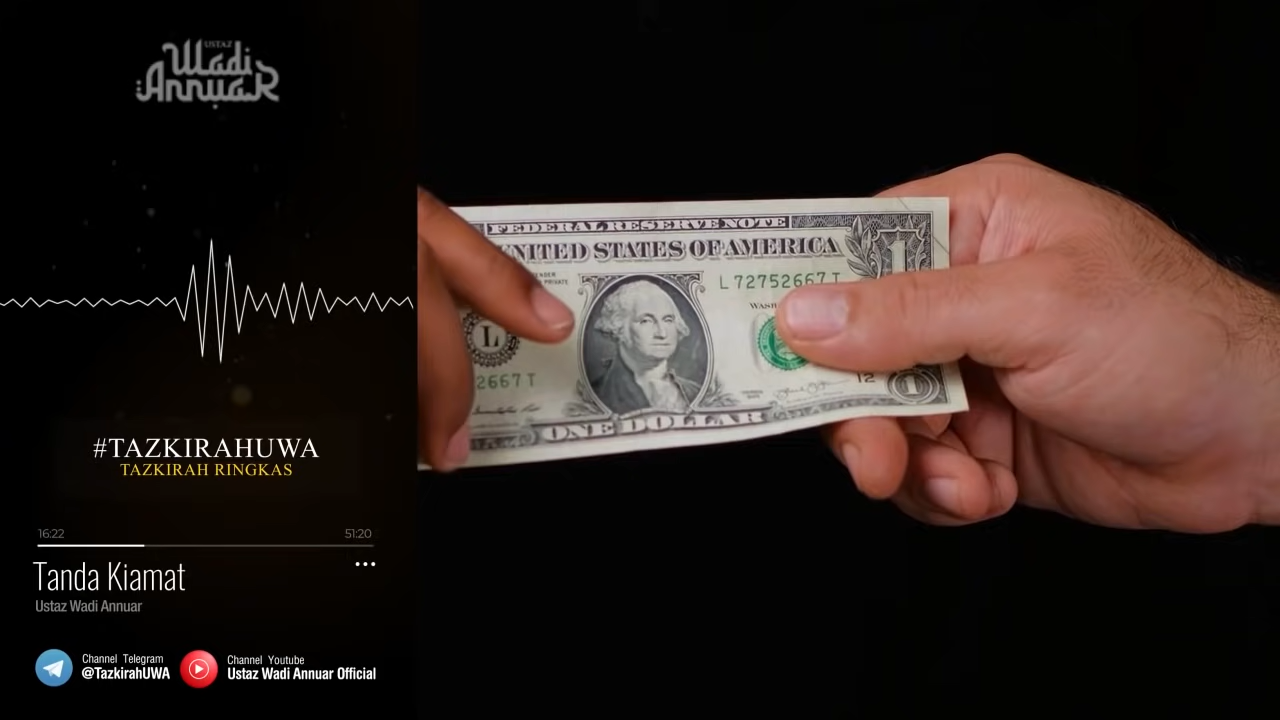 USTAZ
Wadi
AnnuaR
#TAZKIRAHUWA
TAZKIRAH RINGKAS
16:22
51:20
Tanda Kiamat
Ustaz Wadi Annuar
Channel Telegram
@TazkirahUWA
Channel Youtube
Ustaz Wadi Annuar Official
FEDERAL RESERVE NOTE
UNITED STATES OF AMERICA
1
L 72752667 T
L
2667 T
12
ONE DOLLAR
1